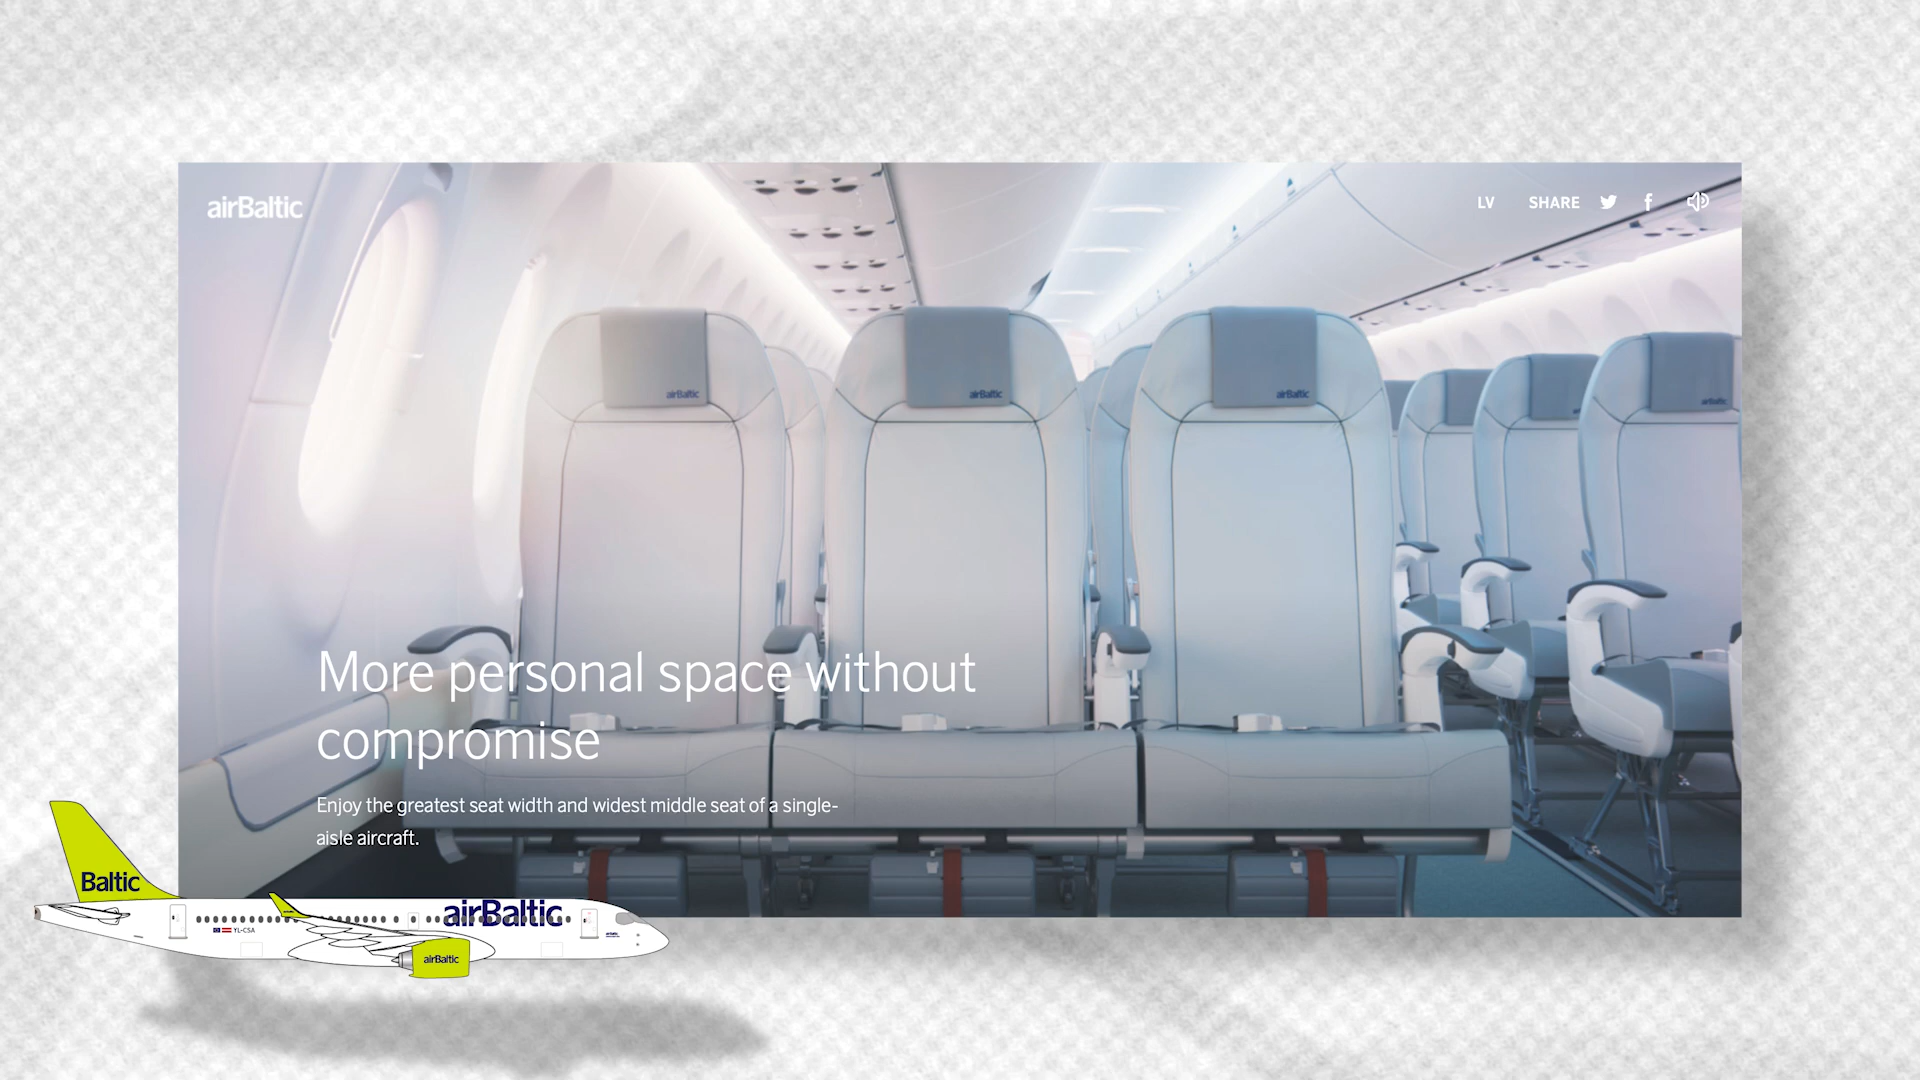 airBaltic
LV SHARE
airBaltic
airBaltic
airBaltic
airBaltic
More personal space without
compromise
Enjoy the greatest seat width and widest middle seat of a single-
aisle aircraft.
Baltic
airBaltic
YL-CSA
airBaltic